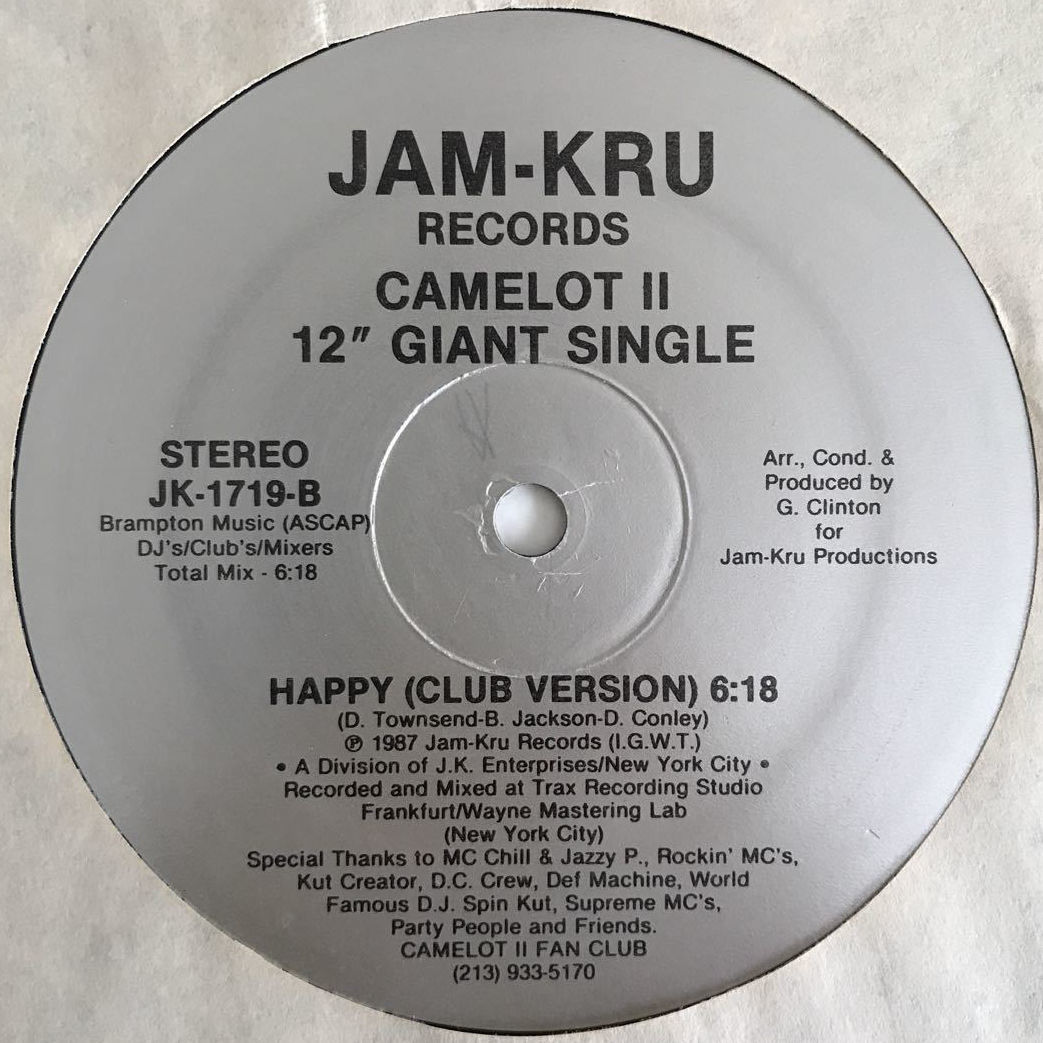 JAM-KRU
RECORDS
CAMELOT II
12" GIANT SINGLE
STEREO
JK-1719-B
Brampton Music (ASCAP)
DJ's/Club's/Mixers
Total Mix - 6:18
Arr., Cond. &
Produced by
G. Clinton
for
Jam-Kru Productions
HAPPY (CLUB VERSION) 6:18
(D. Townsend-B. Jackson-D. Conley)
℗ 1987 Jam-Kru Records (I.G.W.T.)
• A Division of J.K. Enterprises/New York City •
Recorded and Mixed at Trax Recording Studio
Frankfurt/Wayne Mastering Lab
(New York City)
Special Thanks to MC Chill & Jazzy P., Rockin' MC's,
Kut Creator, D.C. Crew, Def Machine, World
Famous D.J. Spin Kut, Supreme MC's,
Party People and Friends.
CAMELOT II FAN CLUB
(213) 933-5170